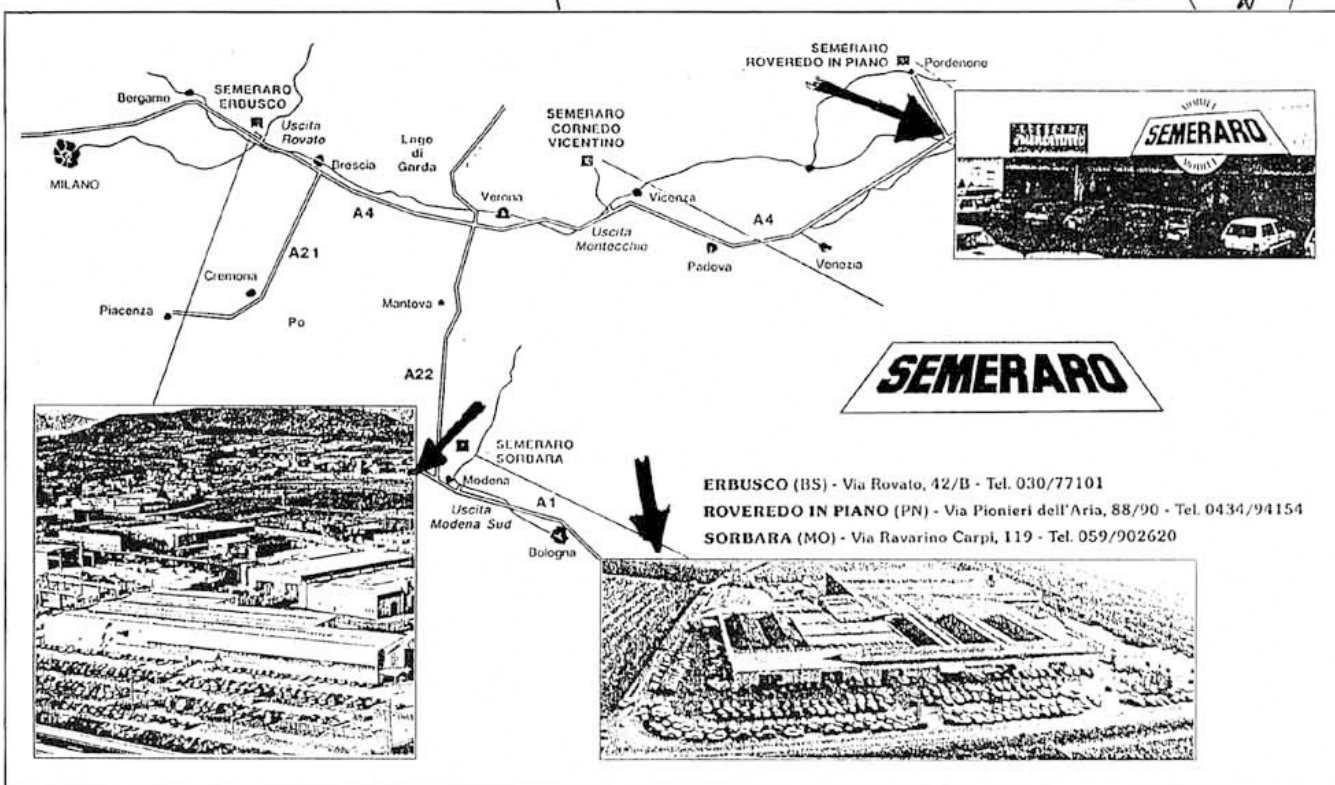 N
SEMERARO
ROVEREDO IN PIANO
Pordenone
Bergamo
SEMERARO
ERBUSCO
Uscita
Rovato
MILANO
Brescia
Lago
di
Garda
SEMERARO
CORNEDO
VICENTINO
Verona
Vicenza
A4
A4
Uscita
Montecchio
Padova
Venezia
MOBILI
SEMERARO
MOBILI
A21
Cremona
Piacenza
Po
Mantova
A22
SEMERARO
SEMERARO
SORBARA
Modena
Uscita
Modena Sud
A1
Bologna
ERBUSCO (BS) - Via Rovato, 42/B - Tel. 030/77101
ROVEREDO IN PIANO (PN) - Via Pionieri dell'Aria, 88/90 - Tel. 0434/94154
SORBARA (MO) - Via Ravarino Carpi, 119 - Tel. 059/902620